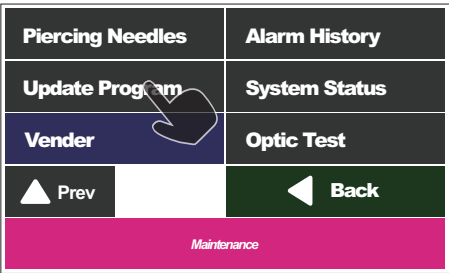 Piercing Needles
Alarm History
Update Program
System Status
Vender
Optic Test
Prev
Back
Maintenance